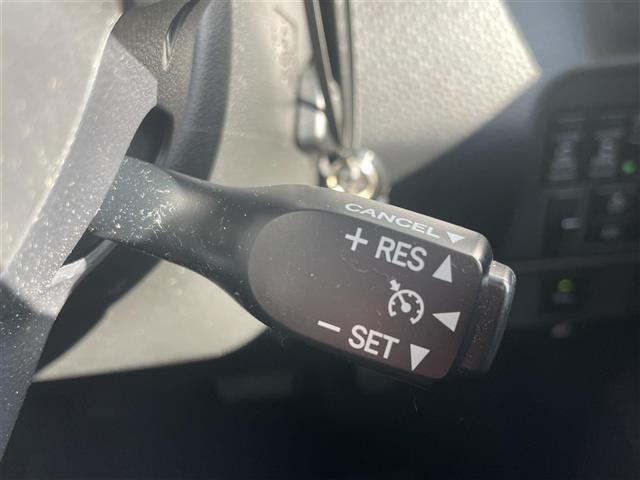 CANCEL ▼
+ RES ▲
◀
− SET ▼